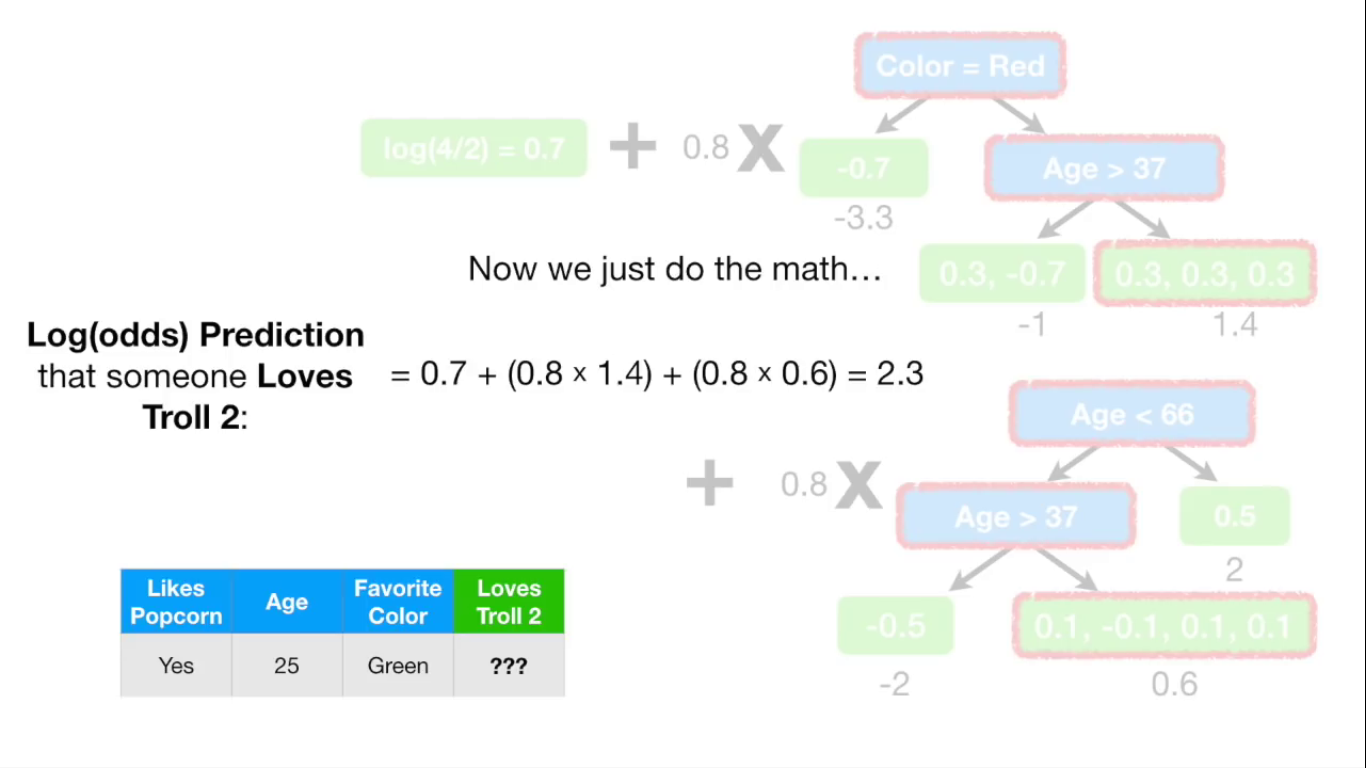 Color = Red
log(4/2) = 0.7 + 0.8 X
-0.7
Age > 37
-3.3
Now we just do the math…
0.3, -0.7
0.3, 0.3, 0.3
-1
1.4
Log(odds) Prediction
that someone Loves
Troll 2:
= 0.7 + (0.8 × 1.4) + (0.8 × 0.6) = 2.3
Age < 66
+ 0.8 X
Age > 37
0.5
2
-0.5
0.1, -0.1, 0.1, 0.1
-2
0.6
Likes
Popcorn
Age
Favorite
Color
Loves
Troll 2
Yes
25
Green
???